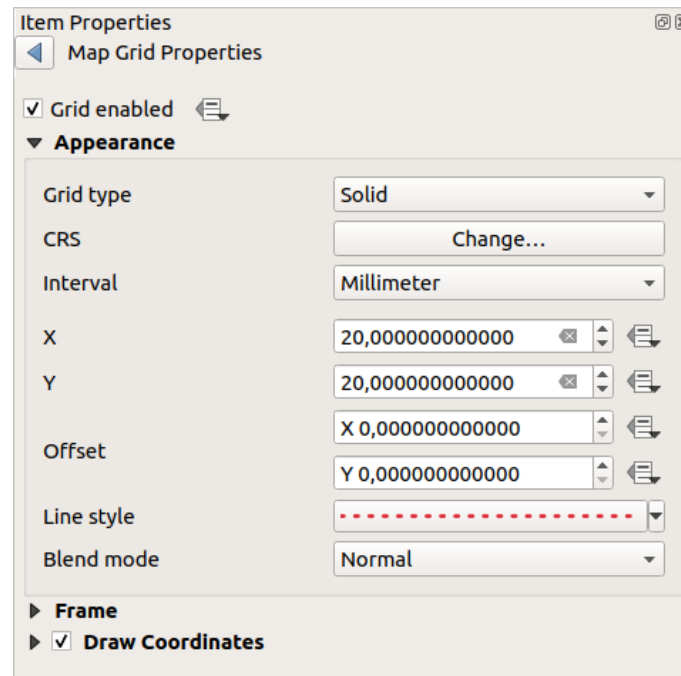 Item Properties
Map Grid Properties
Grid enabled
Appearance
Grid type Solid
CRS Change...
Interval Millimeter
X 20,000000000000
Y 20,000000000000
Offset X 0,000000000000
Y 0,000000000000
Line style
Blend mode Normal
Frame
Draw Coordinates